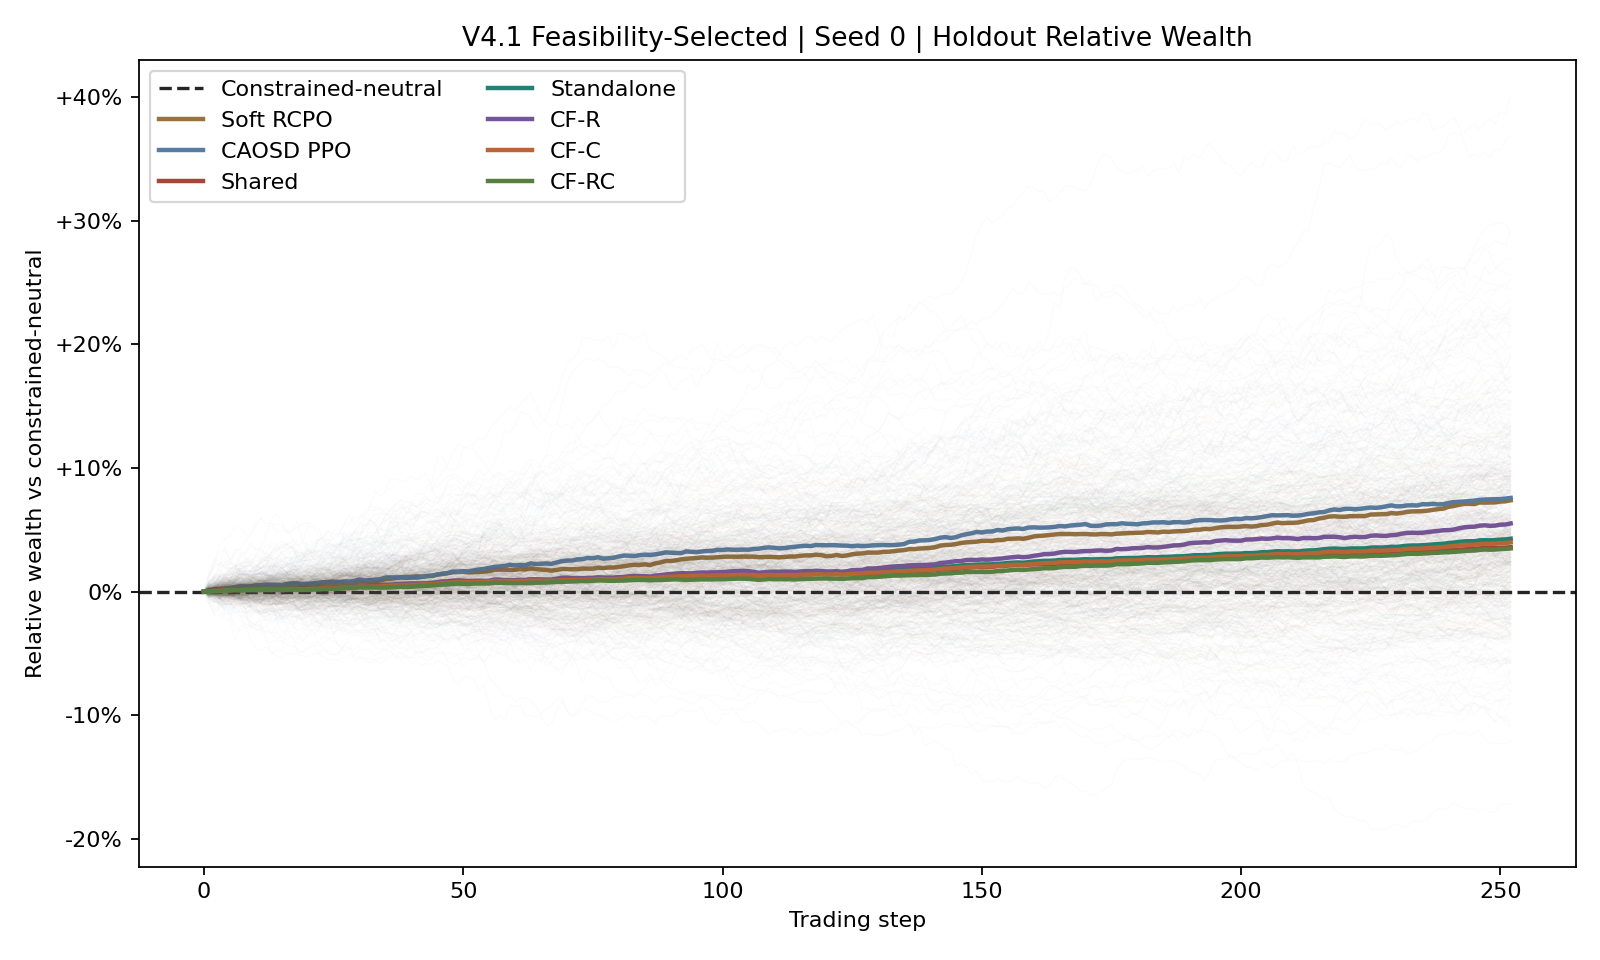 V4.1 Feasibility-Selected | Seed 0 | Holdout Relative Wealth
Constrained-neutral
Soft RCPO
CAOSD PPO
Shared
Standalone
CF-R
CF-C
CF-RC
Relative wealth vs constrained-neutral
+40%
+30%
+20%
+10%
0%
-10%
-20%
0
50
100
150
200
250
Trading step